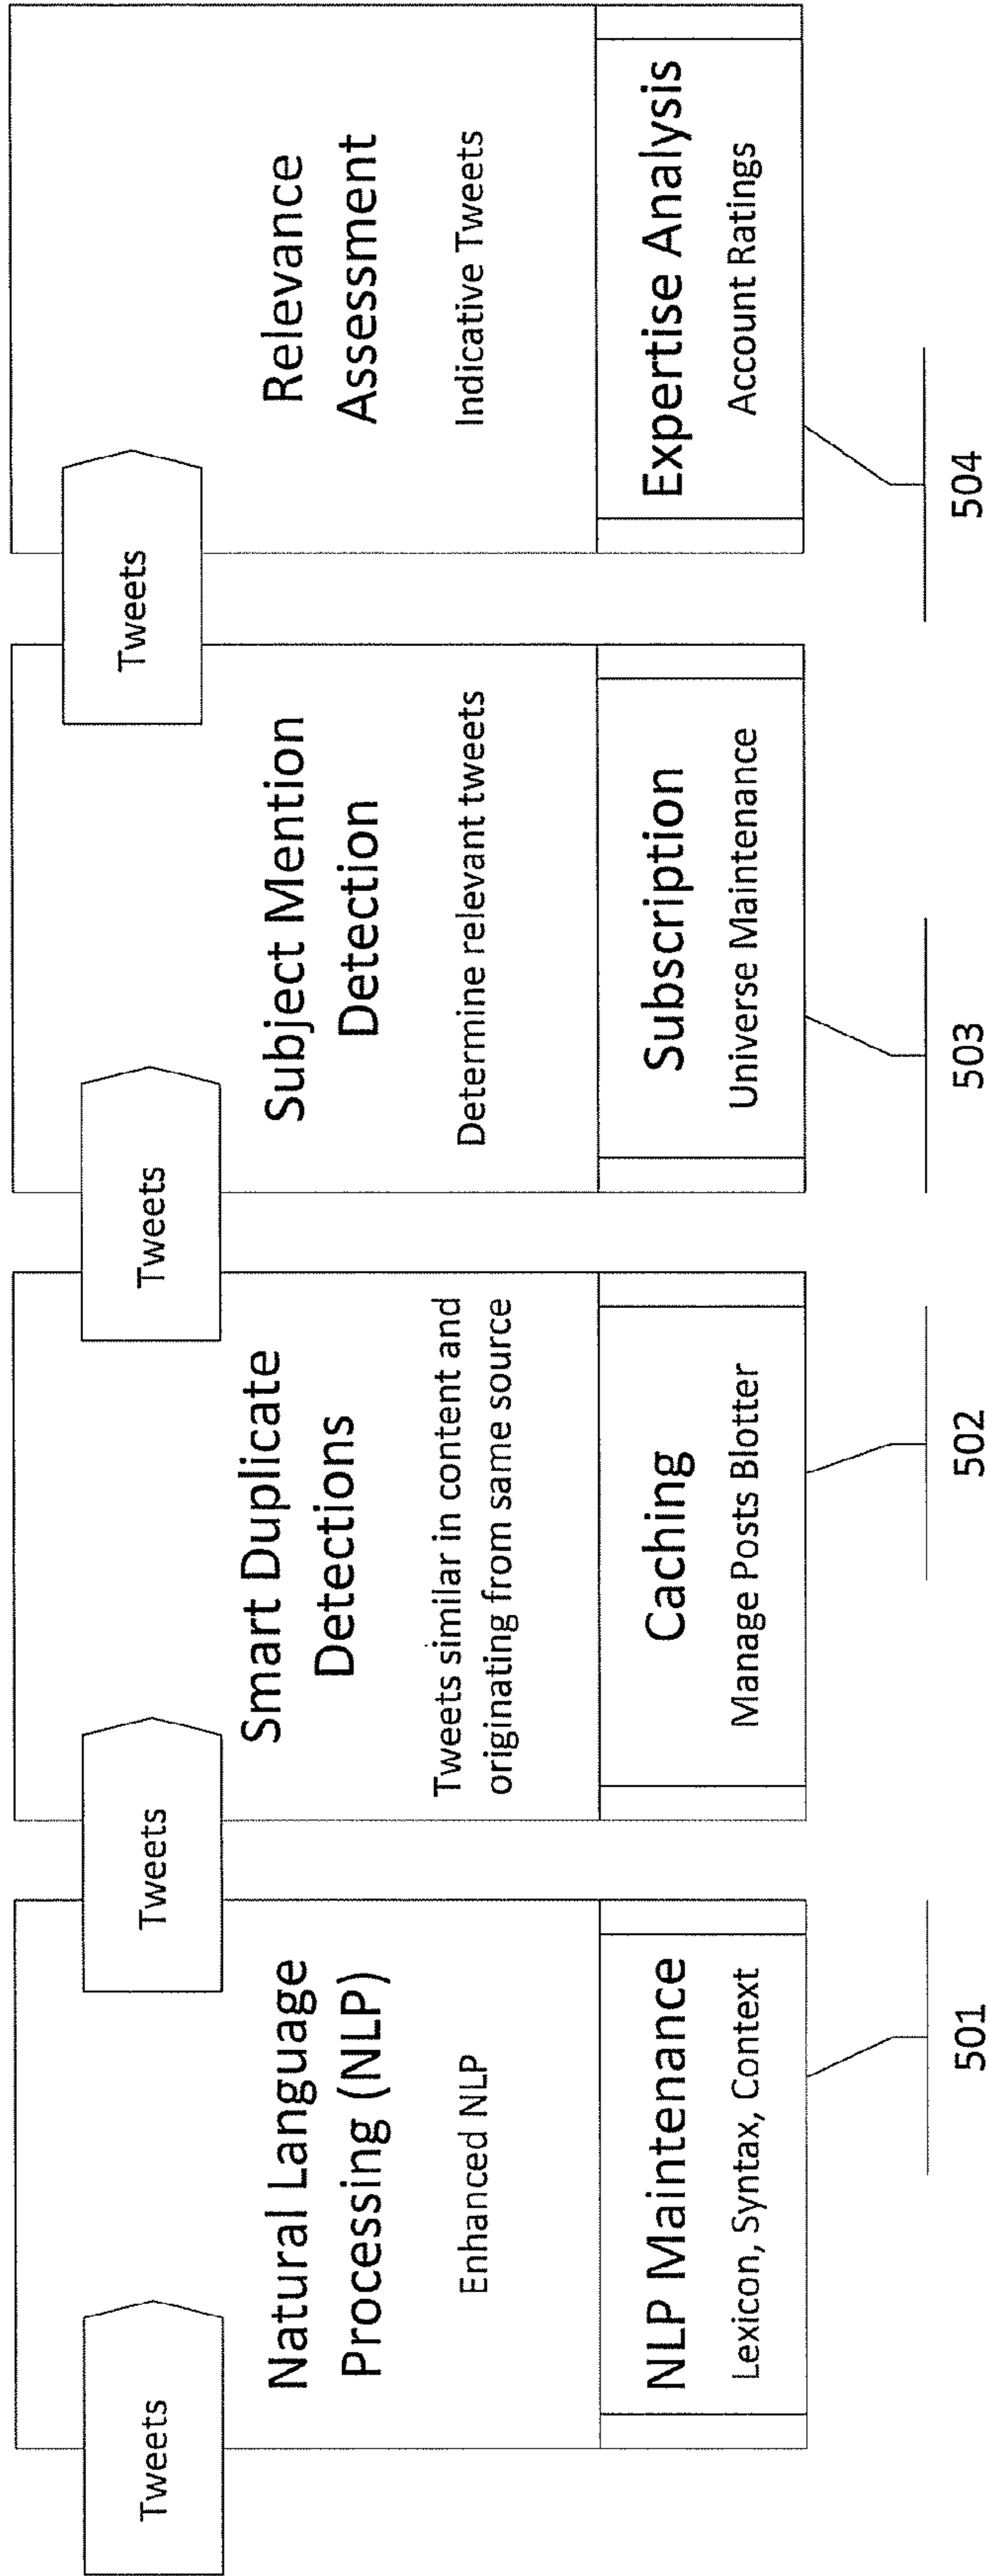 Tweets
Natural Language
Processing (NLP)
Enhanced NLP
NLP Maintenance
Lexicon, Syntax, Context
501
Tweets
Smart Duplicate
Detections
Tweets similar in content and
originating from same source
Caching
Manage Posts Blotter
502
Tweets
Subject Mention
Detection
Determine relevant tweets
Subscription
Universe Maintenance
503
Tweets
Relevance
Assessment
Indicative Tweets
Expertise Analysis
Account Ratings
504